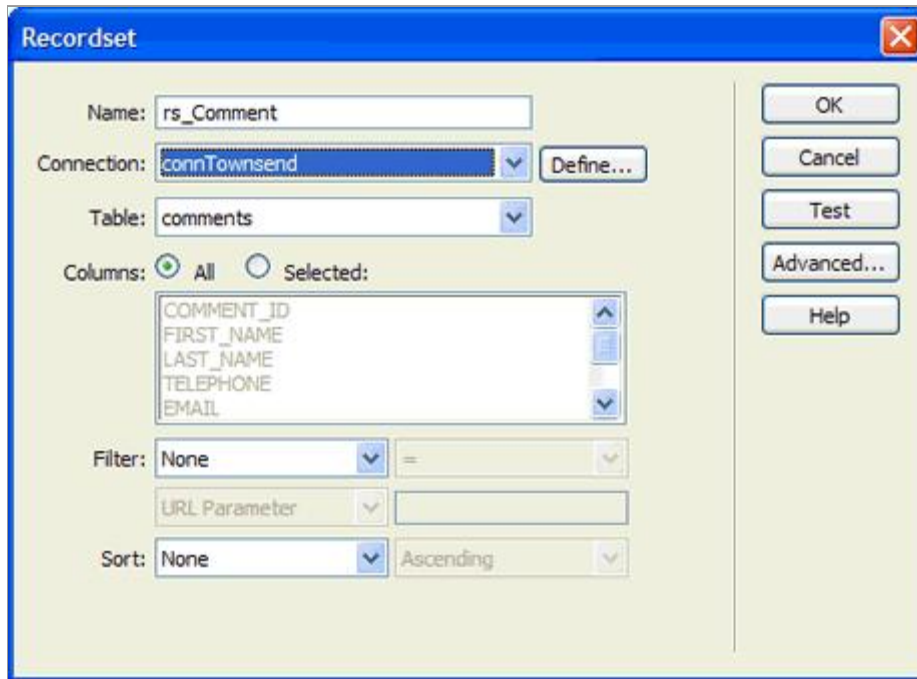 Recordset
Name: rs_Comment
OK
Connection: connTownsend Define...
Cancel
Table: comments
Test
Columns: All Selected:
Advanced...
COMMENT_ID
FIRST_NAME
LAST_NAME
TELEPHONE
EMAIL
Help
Filter: None =
URL Parameter
Sort: None Ascending